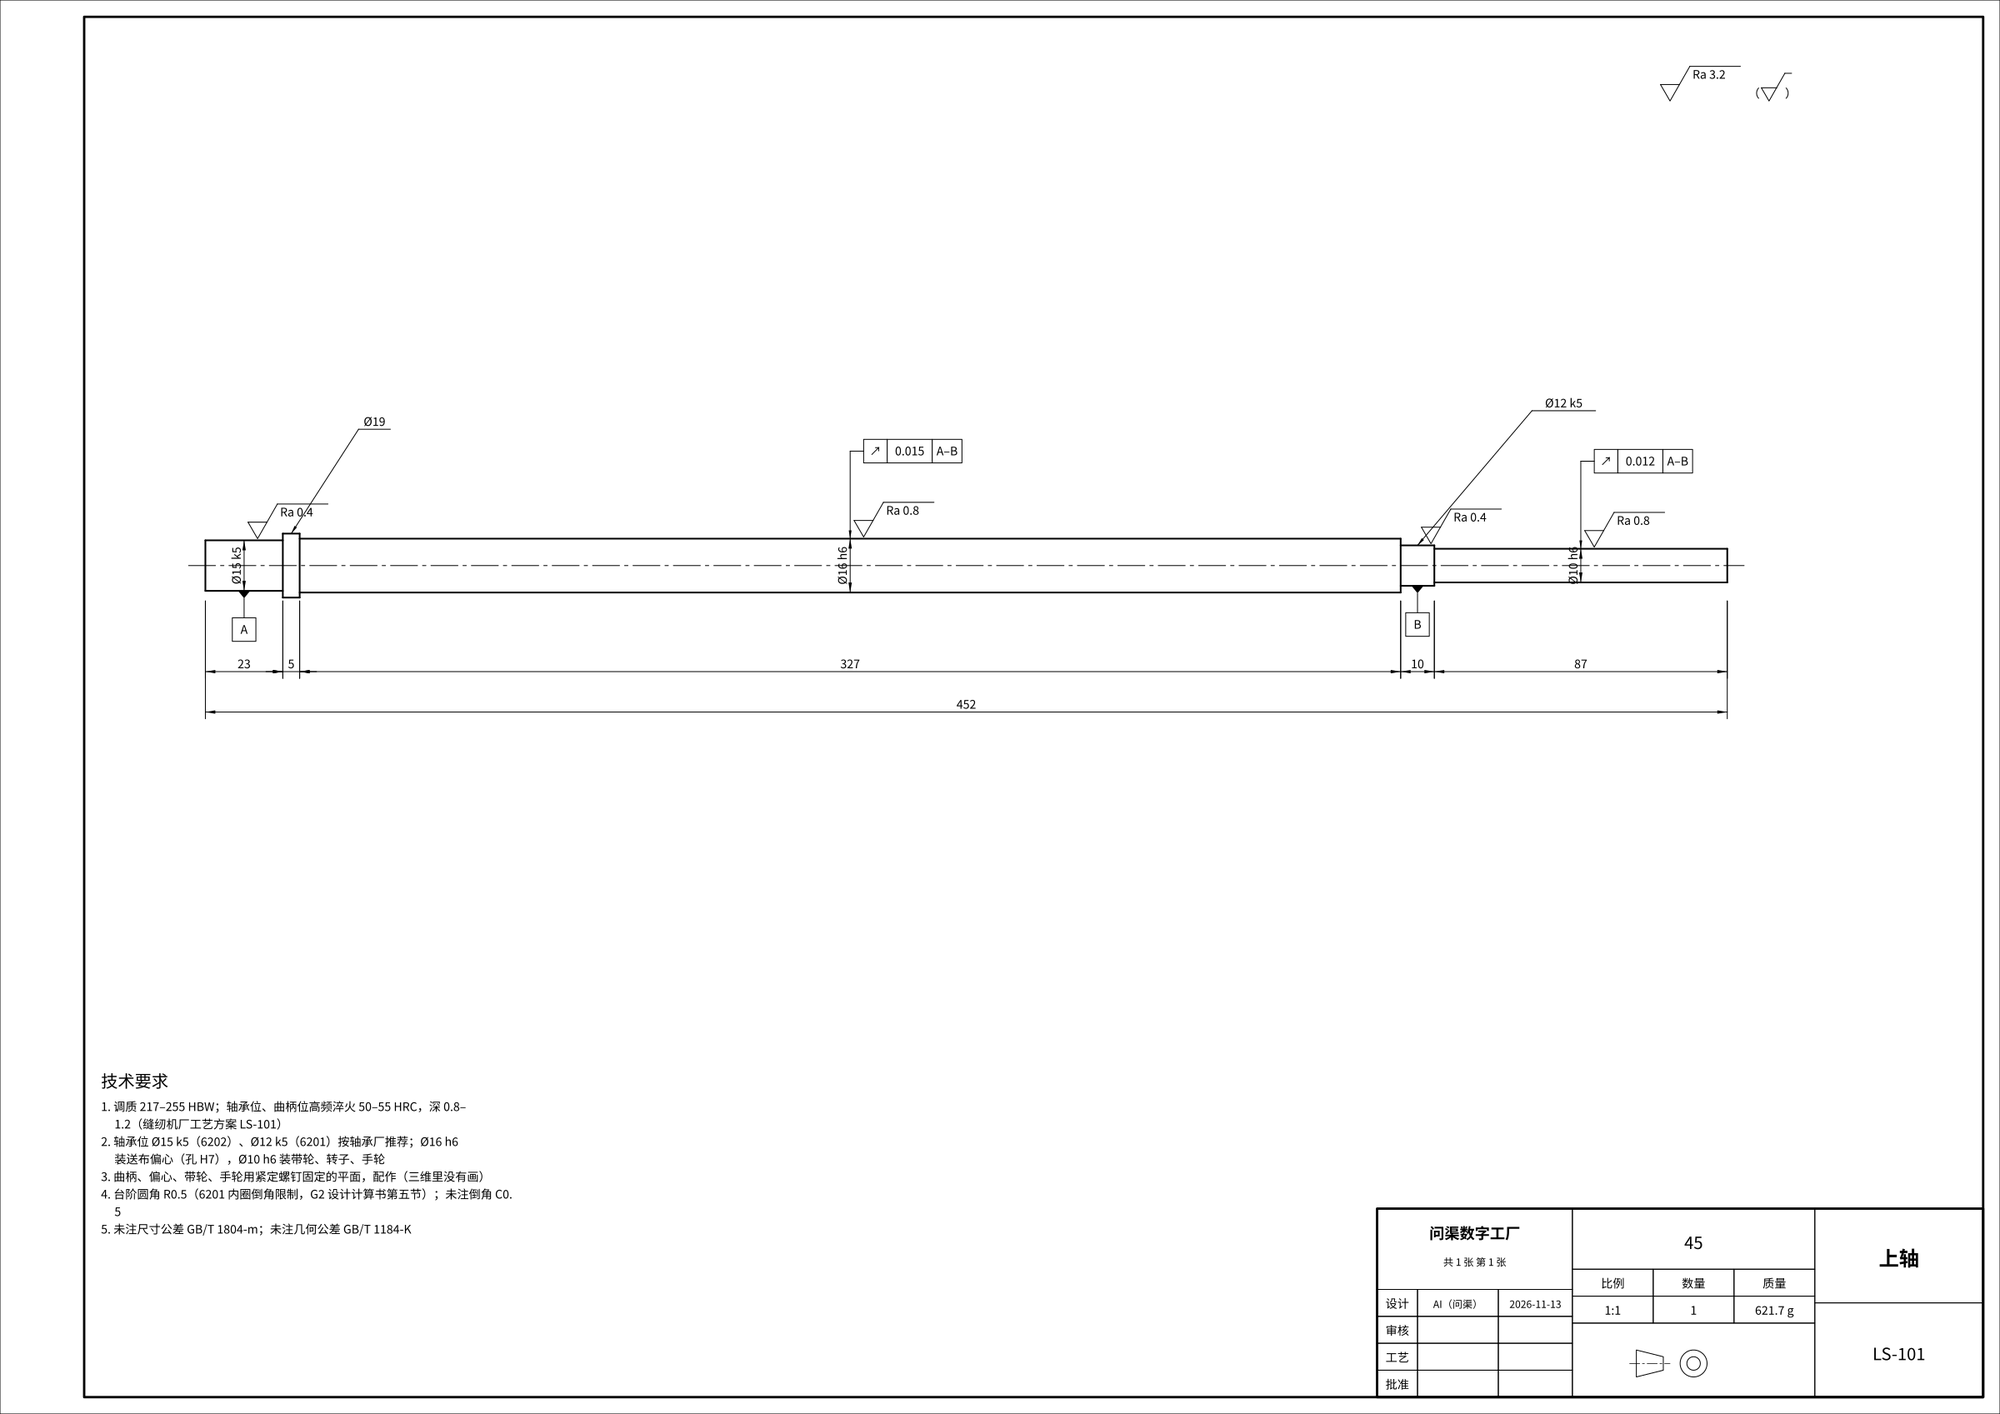 Ra 3.2
( )
Ø12 k5
Ø19
0.015 A–B
0.012 A–B
Ra 0.4
Ra 0.8
Ra 0.4
Ra 0.8
Ø15 k5
Ø16 h6
Ø10 h6
A
B
23
5
327
10
87
452
技术要求
1. 调质 217–255 HBW；轴承位、曲柄位高频淬火 50–55 HRC，深 0.8–
1.2（缝纫机厂工艺方案 LS-101）
2. 轴承位 Ø15 k5（6202）、Ø12 k5（6201）按轴承厂推荐；Ø16 h6
装送布偏心（孔 H7），Ø10 h6 装带轮、转子、手轮
3. 曲柄、偏心、带轮、手轮用紧定螺钉固定的平面，配作（三维里没有画）
4. 台阶圆角 R0.5（6201 内圈倒角限制，G2 设计计算书第五节）；未注倒角 C0.
5
5. 未注尺寸公差 GB/T 1804-m；未注几何公差 GB/T 1184-K
问渠数字工厂
共 1 张 第 1 张
设计 AI（问渠） 2026-11-13
审核
工艺
批准
45
比例 数量 质量
1:1 1 621.7 g
上轴
LS-101